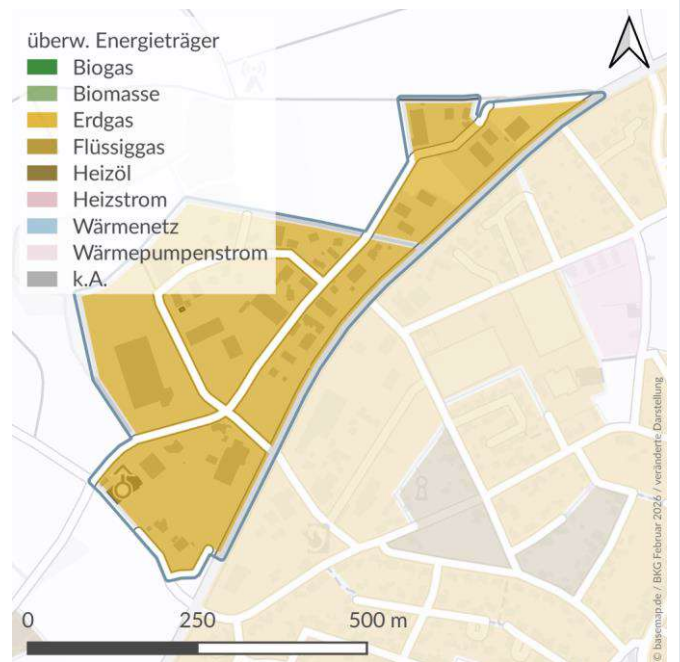 überw. Energieträger
Biogas
Biomasse
Erdgas
Flüssiggas
Heizöl
Heizstrom
Wärmenetz
Wärmepumpenstrom
k.A.
0 250 500 m
© basemap.de / BKG Februar 2026 / veränderte Darstellung